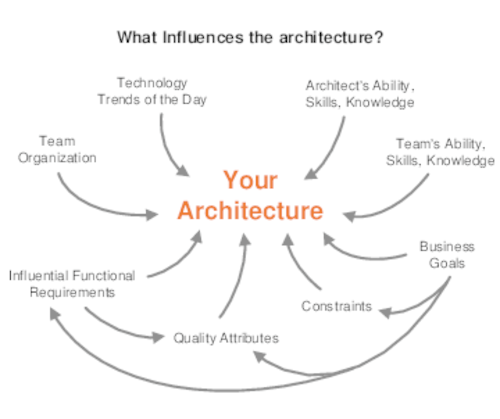 What Influences the architecture?
Technology
Trends of the Day
Architect's Ability,
Skills, Knowledge
Team
Organization
Team's Ability,
Skills, Knowledge
Your
Architecture
Business
Goals
Influential Functional
Requirements
Constraints
Quality Attributes